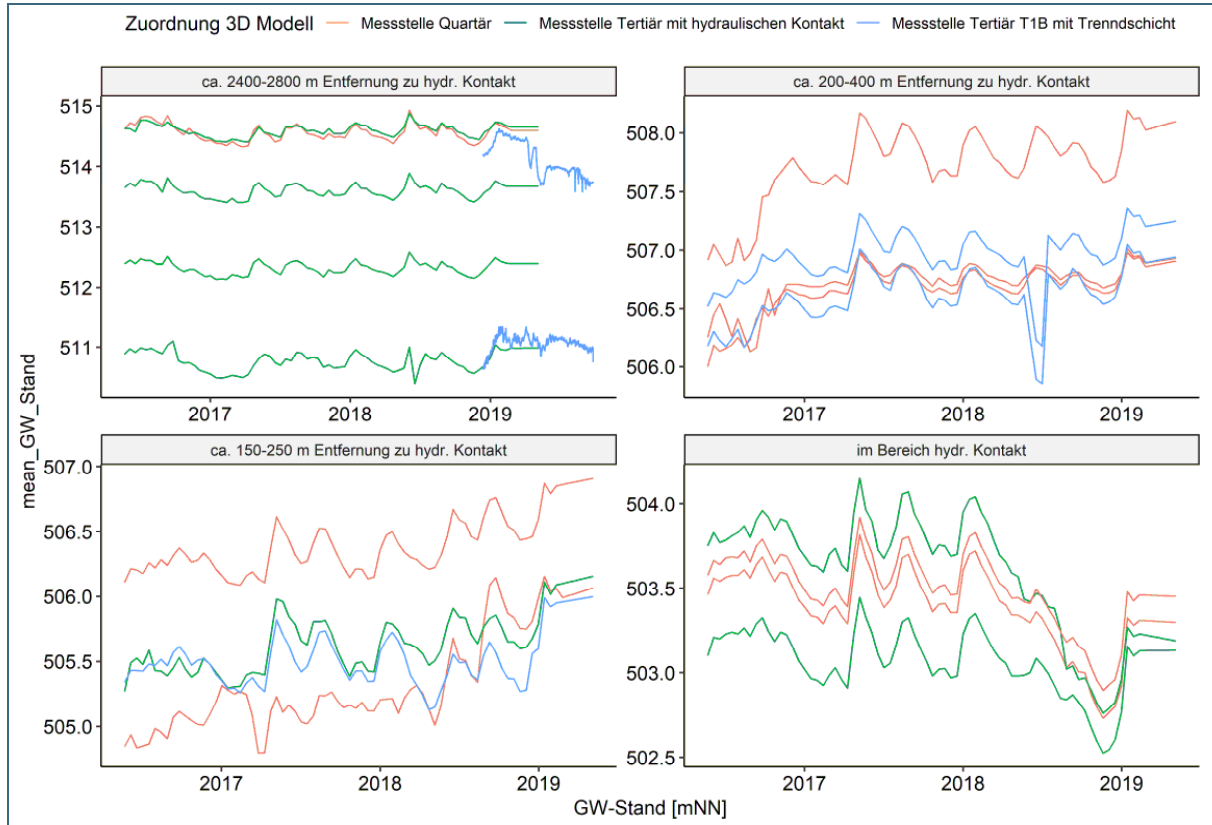 Zuordnung 3D Modell Messstelle Quartär Messstelle Tertiär mit hydraulischen Kontakt Messstelle Tertiär T1B mit Trenndschicht
ca. 2400-2800 m Entfernung zu hydr. Kontakt
515
514
513
512
511
2017 2018 2019
ca. 200-400 m Entfernung zu hydr. Kontakt
508.0
507.5
507.0
506.5
506.0
2017 2018 2019
mean_GW_Stand
ca. 150-250 m Entfernung zu hydr. Kontakt
507.0
506.5
506.0
505.5
505.0
2017 2018 2019
im Bereich hydr. Kontakt
504.0
503.5
503.0
502.5
2017 2018 2019
GW-Stand [mNN]